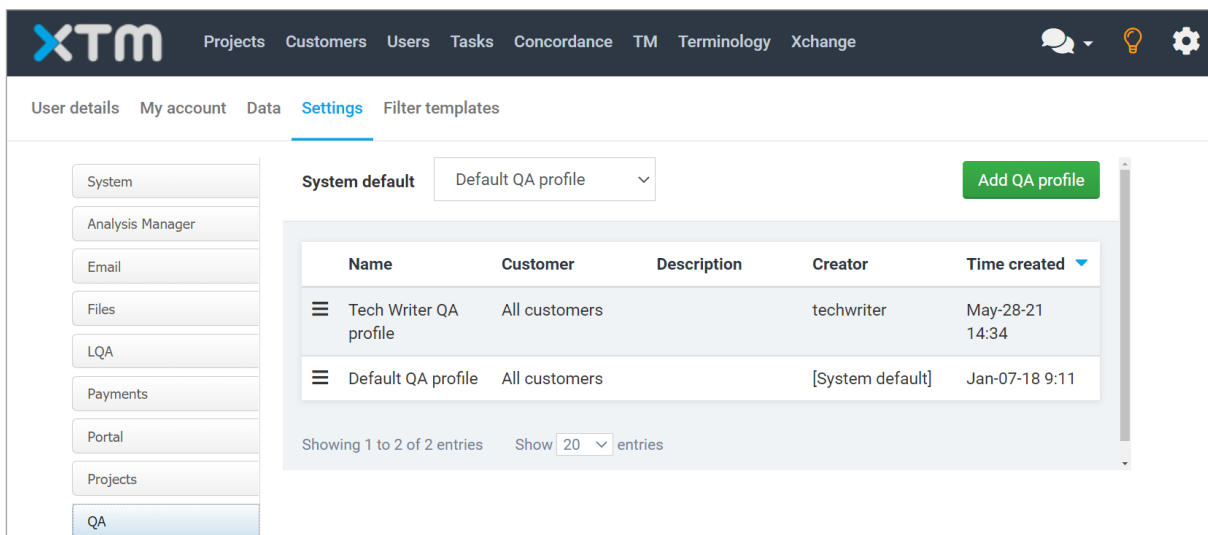 XTM Projects Customers Users Tasks Concordance TM Terminology Xchange
User details My account Data Settings Filter templates
System
Analysis Manager
Email
Files
LQA
Payments
Portal
Projects
QA
System default Default QA profile Add QA profile
Name Customer Description Creator Time created
Tech Writer QA All customers techwriter May-28-21
profile 14:34
Default QA profile All customers [System default] Jan-07-18 9:11
Showing 1 to 2 of 2 entries Show 20 entries